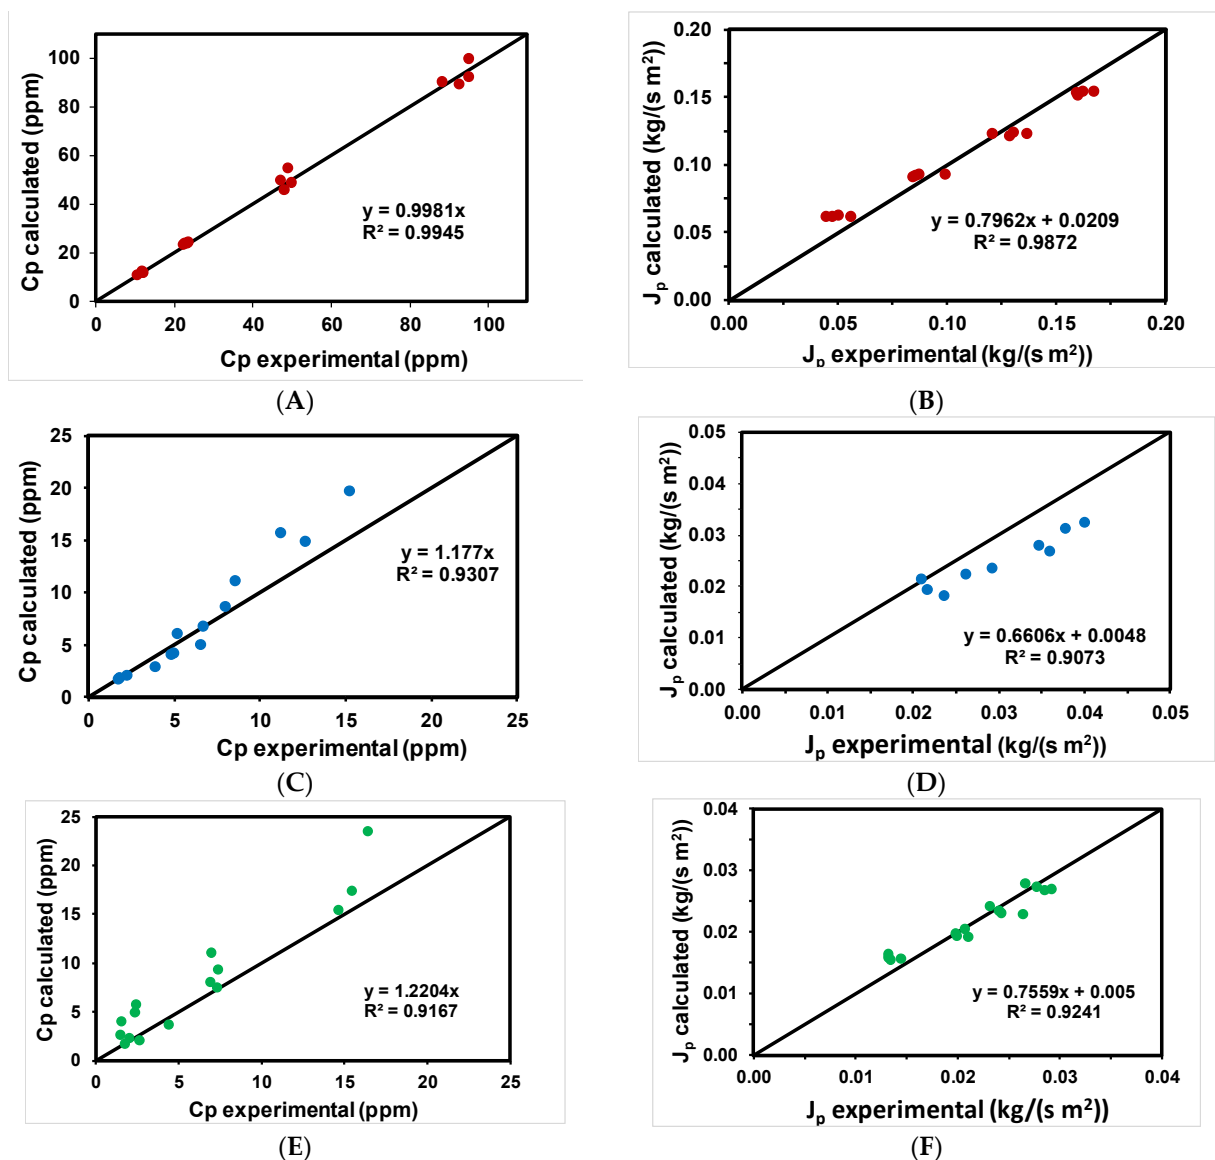 Cp calculated (ppm)
100
80
60
40
20
0
y = 0.9981x
R² = 0.9945
0 20 40 60 80 100
Cp experimental (ppm)
(A)
Jp calculated (kg/(s m²))
0.20
0.15
0.10
0.05
0.00
y = 0.7962x + 0.0209
R² = 0.9872
0.00 0.05 0.10 0.15 0.20
Jp experimental (kg/(s m²))
(B)
Cp calculated (ppm)
25
20
15
10
5
0
y = 1.177x
R² = 0.9307
0 5 10 15 20 25
Cp experimental (ppm)
(C)
Jp calculated (kg/(s m²))
0.05
0.04
0.03
0.02
0.01
0.00
y = 0.6606x + 0.0048
R² = 0.9073
0.00 0.01 0.02 0.03 0.04 0.05
Jp experimental (kg/(s m²))
(D)
Cp calculated (ppm)
25
20
15
10
5
0
y = 1.2204x
R² = 0.9167
0 5 10 15 20 25
Cp experimental (ppm)
(E)
Jp calculated (kg/(s m²))
0.04
0.03
0.02
0.01
0.00
y = 0.7559x + 0.005
R² = 0.9241
0.00 0.01 0.02 0.03 0.04
Jp experimental (kg/(s m²))
(F)